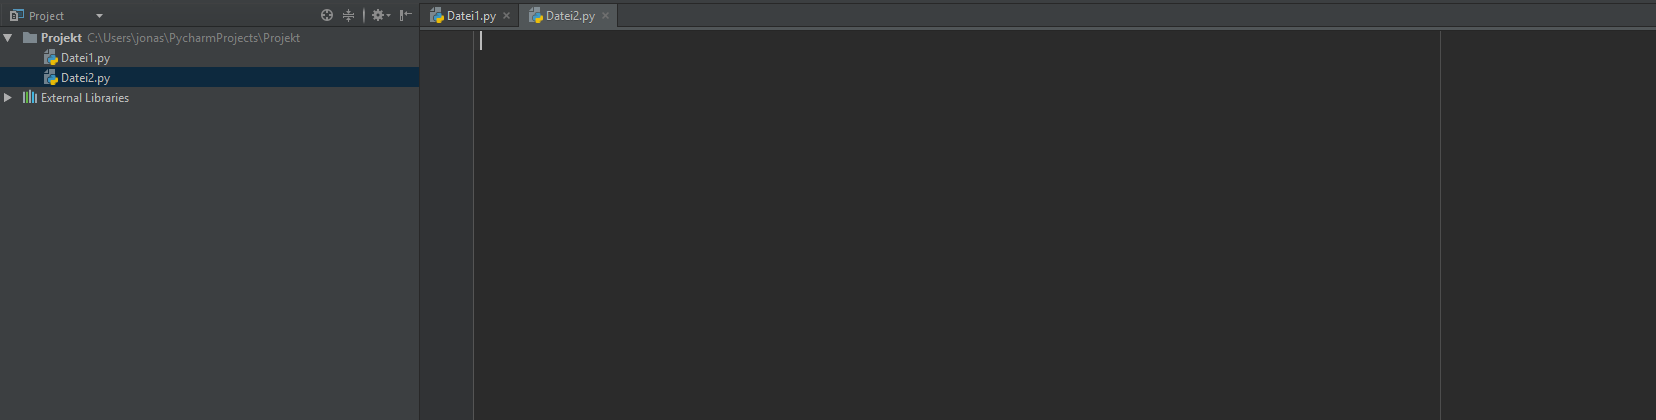 Project
Datei1.py
Datei2.py
Projekt C:\Users\jonas\PycharmProjects\Projekt
Datei1.py
Datei2.py
External Libraries